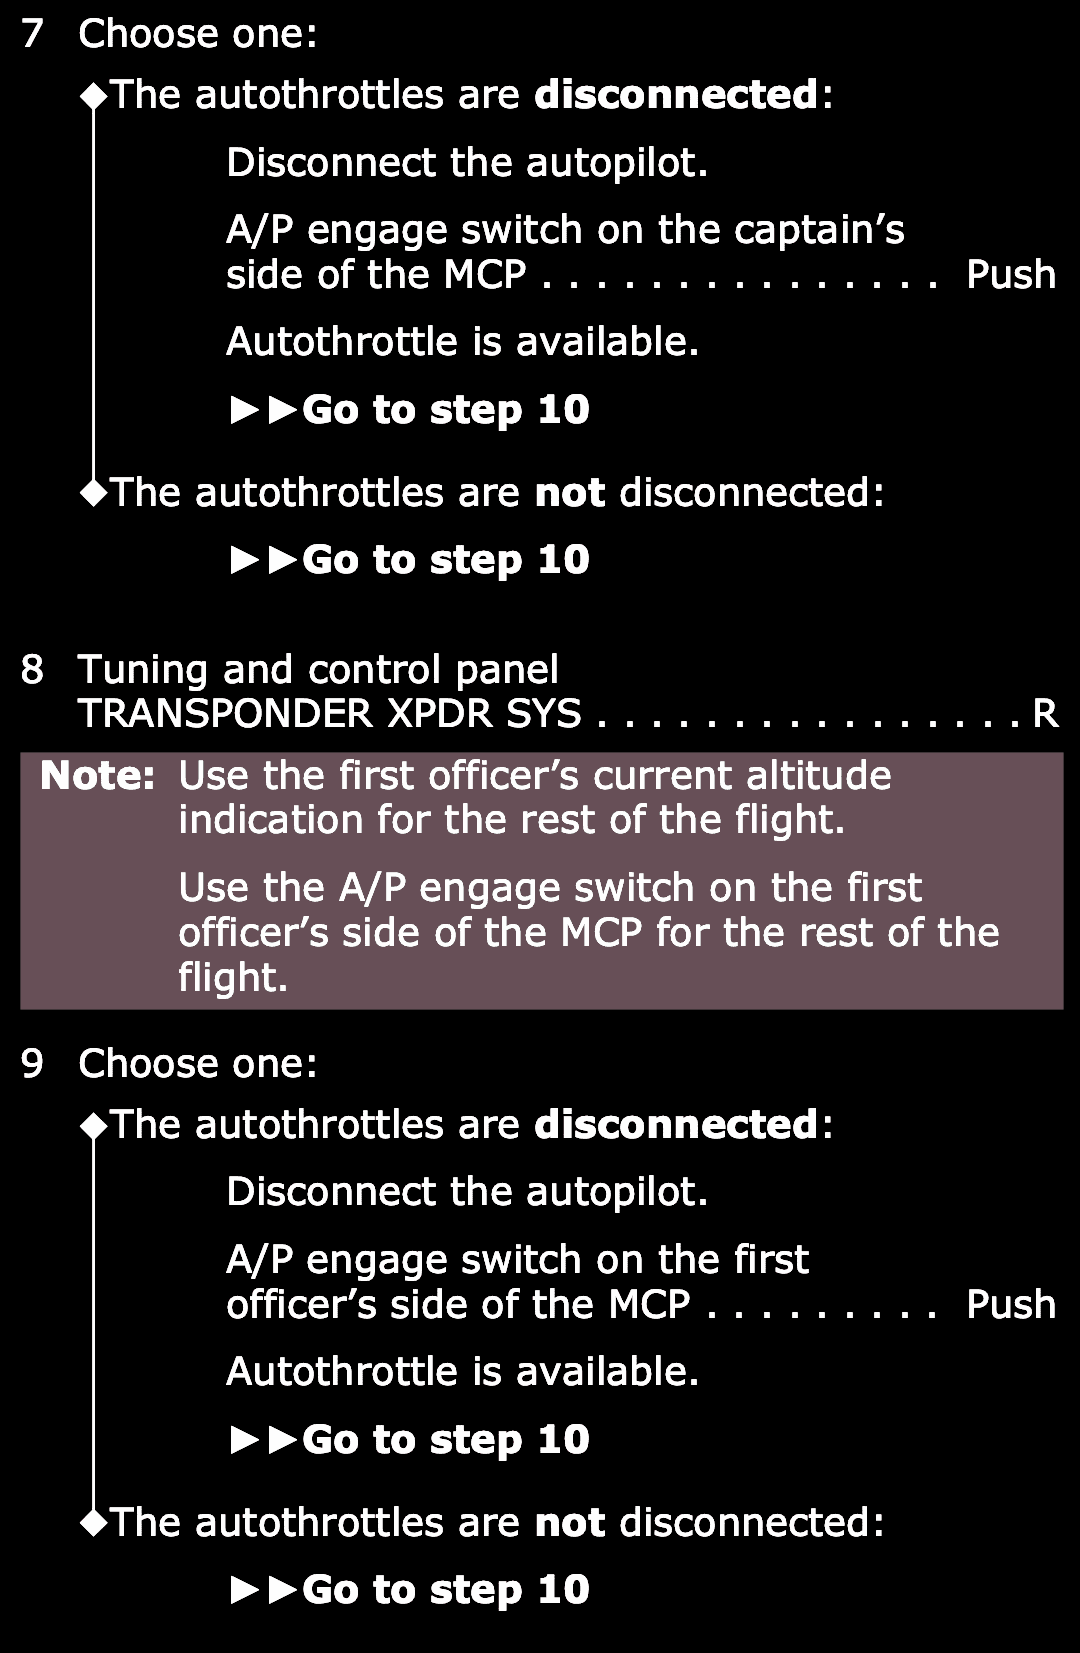 7 Choose one:
◆The autothrottles are disconnected:
Disconnect the autopilot.
A/P engage switch on the captain’s
side of the MCP . . . . . . . . . . . . . . . Push
Autothrottle is available.
►►Go to step 10
◆The autothrottles are not disconnected:
►►Go to step 10
8 Tuning and control panel
TRANSPONDER XPDR SYS . . . . . . . . . . . . . . . . R
Note: Use the first officer’s current altitude
indication for the rest of the flight.
Use the A/P engage switch on the first
officer’s side of the MCP for the rest of the
flight.
9 Choose one:
◆The autothrottles are disconnected:
Disconnect the autopilot.
A/P engage switch on the first
officer’s side of the MCP . . . . . . . . . Push
Autothrottle is available.
►►Go to step 10
◆The autothrottles are not disconnected:
►►Go to step 10